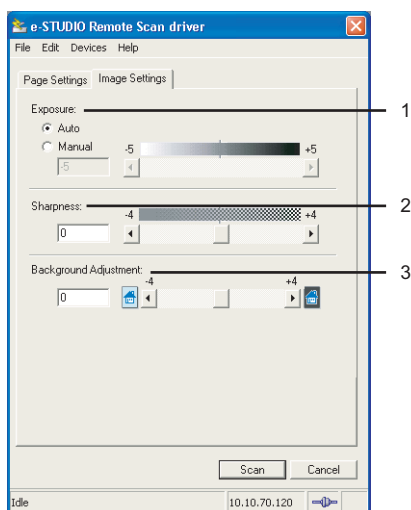 e-STUDIO Remote Scan driver
File Edit Devices Help
Page Settings Image Settings
Exposure:
1
Auto
Manual
-5 +5
-5
Sharpness:
2
-4 +4
0
Background Adjustment:
3
-4 +4
0
Scan Cancel
Idle 10.10.70.120